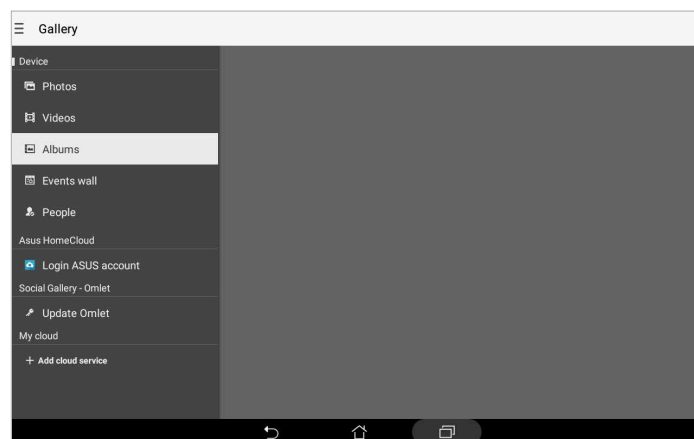 Gallery
Device
Photos
Videos
Albums
Events wall
People
Asus HomeCloud
Login ASUS account
Social Gallery - Omlet
Update Omlet
My cloud
+ Add cloud service